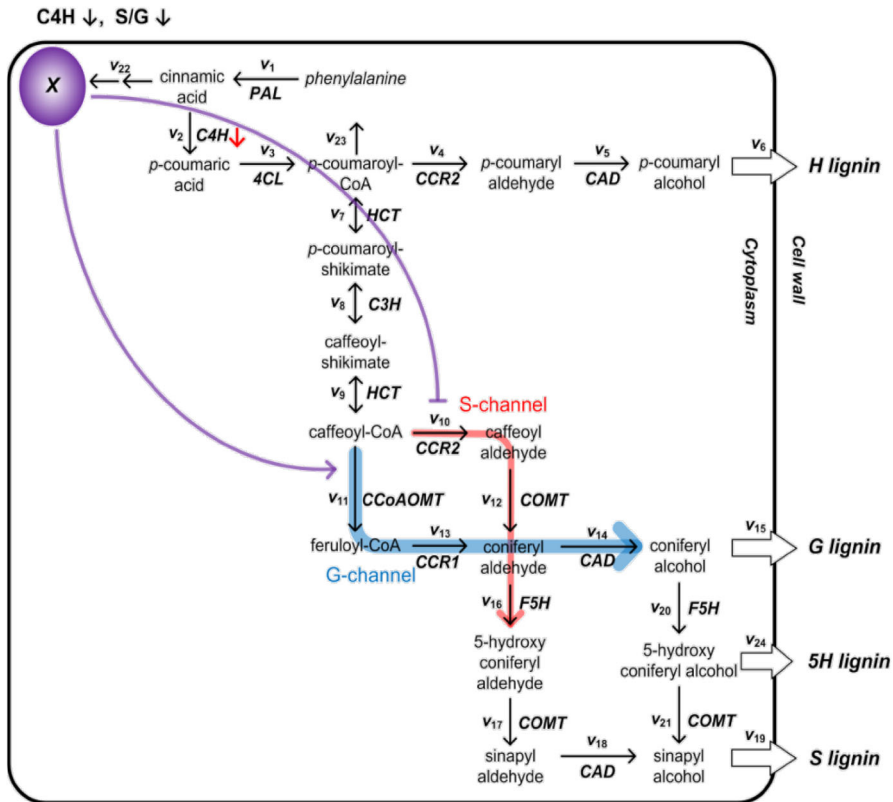 C4H ↓, S/G ↓
X
v22
cinnamic
acid
v1
PAL
phenylalanine
v2
C4H ↓
v3
4CL
p-coumaric
acid
v23
p-coumaroyl-
CoA
v4
CCR2
p-coumaryl
aldehyde
v5
CAD
p-coumaryl
alcohol
v6
H lignin
v7
HCT
p-coumaroyl-
shikimate
Cytoplasm
Cell wall
v8
C3H
caffeoyl-
shikimate
v9
HCT
S-channel
caffeoyl-CoA
v10
CCR2
caffeoyl
aldehyde
v11
CCoAOMT
v12
COMT
feruloyl-CoA
v13
CCR1
coniferyl
aldehyde
v14
CAD
coniferyl
alcohol
v15
G lignin
G-channel
v16
F5H
v20
F5H
5-hydroxy
coniferyl
aldehyde
5-hydroxy
coniferyl alcohol
v24
5H lignin
v17
COMT
v21
COMT
sinapyl
aldehyde
v18
CAD
sinapyl
alcohol
v19
S lignin